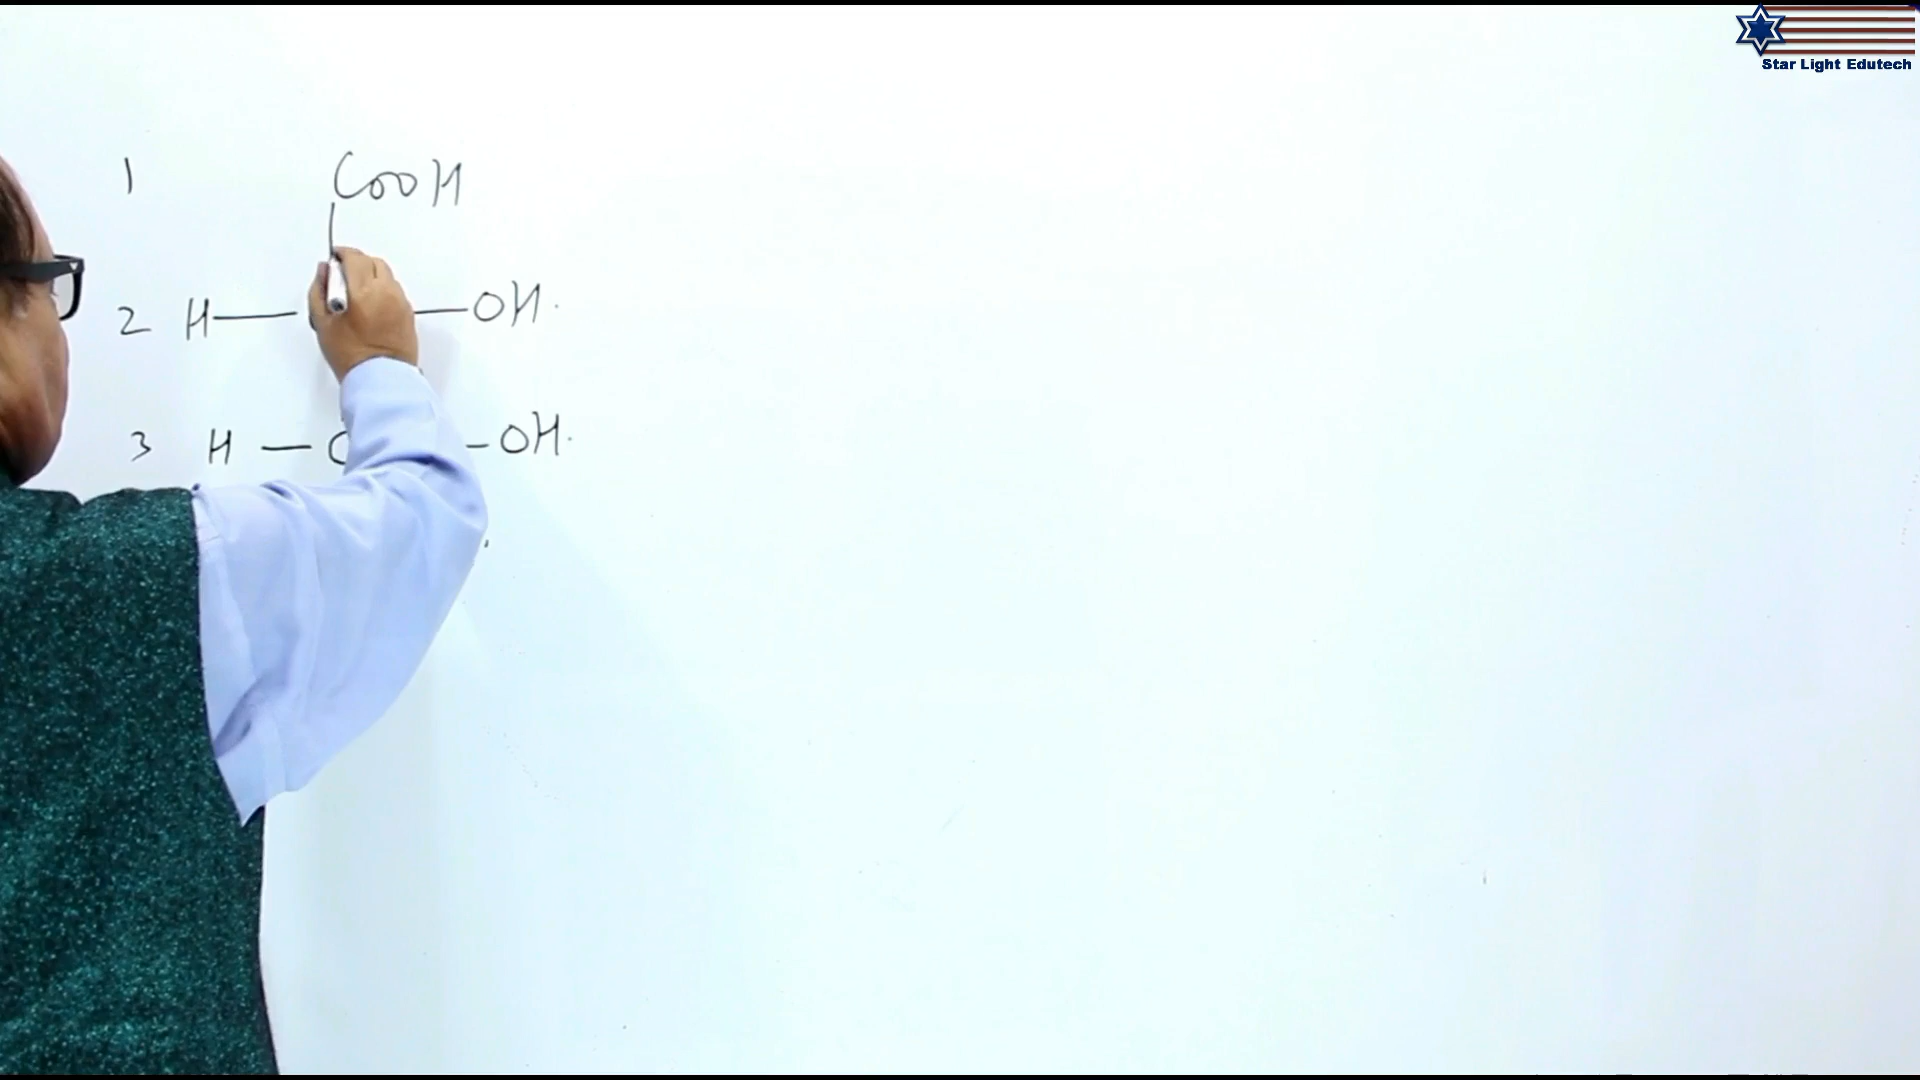 Star Light Edutech
1 COOH
2 H — — OH.
3 H — C — OH.